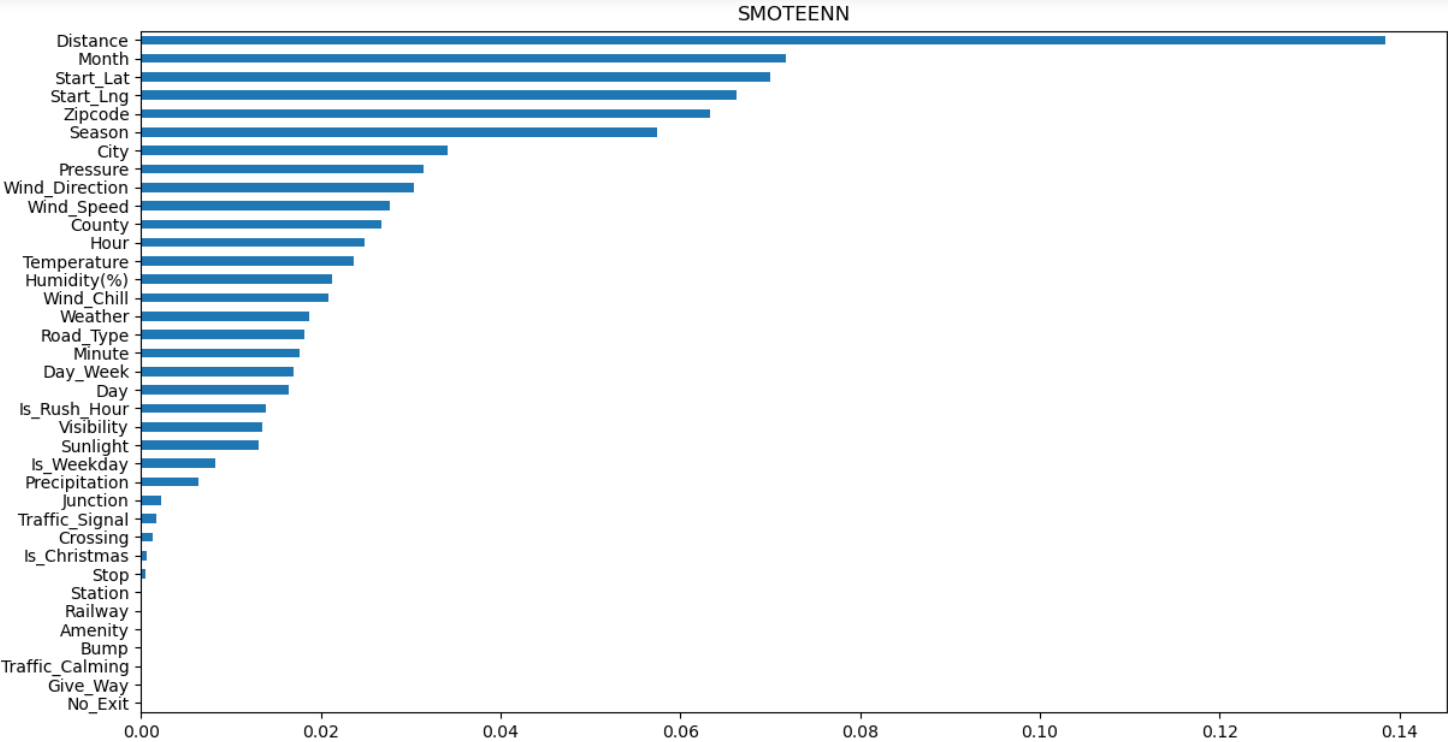 SMOTEENN
Distance
Month
Start_Lat
Start_Lng
Zipcode
Season
City
Pressure
Wind_Direction
Wind_Speed
County
Hour
Temperature
Humidity(%)
Wind_Chill
Weather
Road_Type
Minute
Day_Week
Day
Is_Rush_Hour
Visibility
Sunlight
Is_Weekday
Precipitation
Junction
Traffic_Signal
Crossing
Is_Christmas
Stop
Station
Railway
Amenity
Bump
Traffic_Calming
Give_Way
No_Exit
0.00 0.02 0.04 0.06 0.08 0.10 0.12 0.14